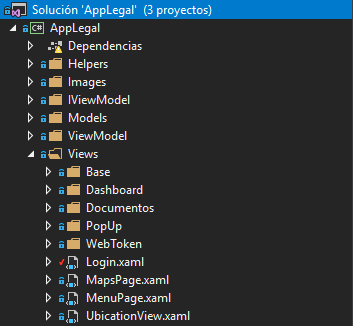 Solución 'AppLegal' (3 proyectos)
C# AppLegal
Dependencias
Helpers
Images
IViewModel
Models
ViewModel
Views
Base
Dashboard
Documentos
PopUp
WebToken
Login.xaml
MapsPage.xaml
MenuPage.xaml
UbicationView.xaml